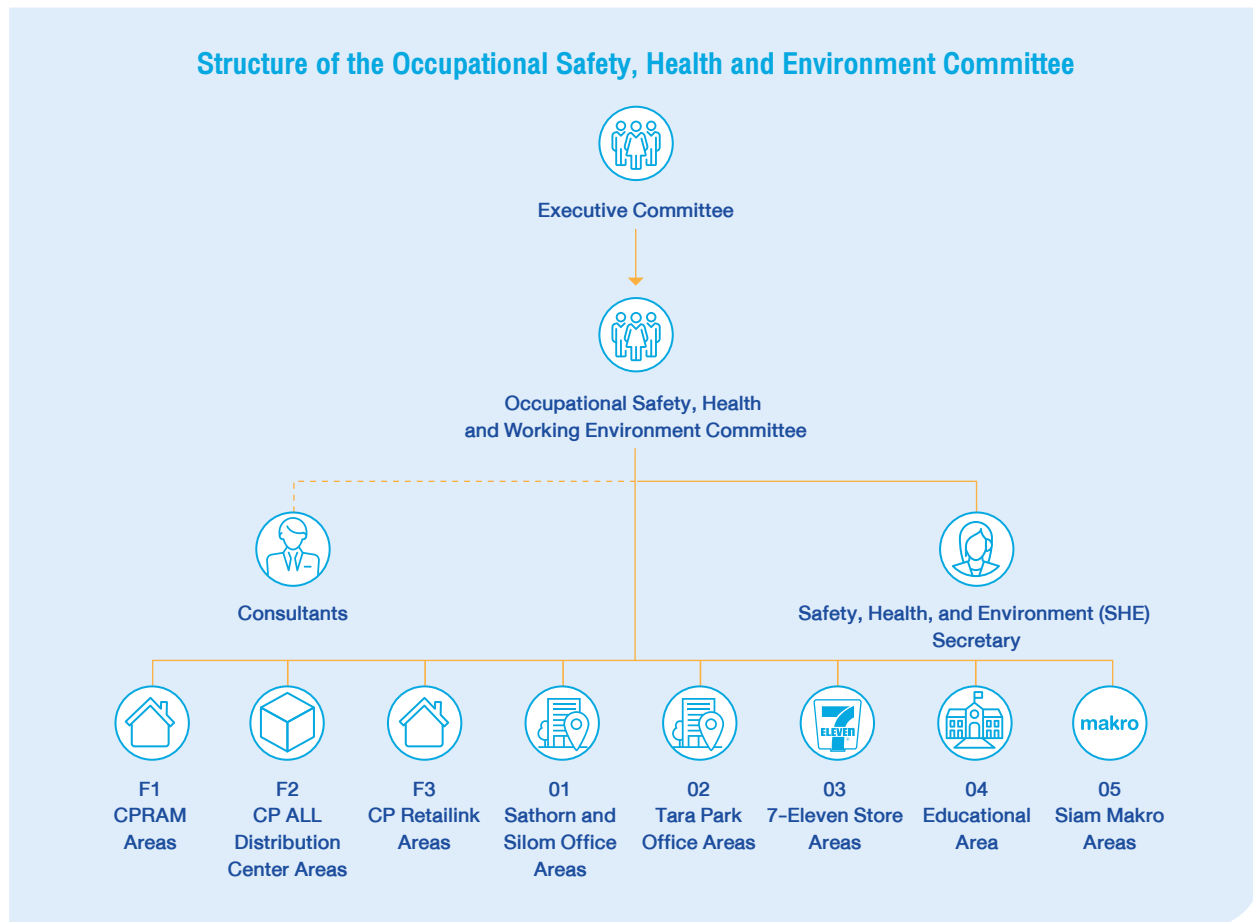 Structure of the Occupational Safety, Health and Environment Committee
Executive Committee
Occupational Safety, Health
and Working Environment Committee
Consultants
Safety, Health, and Environment (SHE)
Secretary
7
ELEVEN
makro
F1
CPRAM
Areas
F2
CP ALL
Distribution
Center Areas
F3
CP Retailink
Areas
01
Sathorn and
Silom Office
Areas
02
Tara Park
Office Areas
03
7-Eleven Store
Areas
04
Educational
Area
05
Siam Makro
Areas